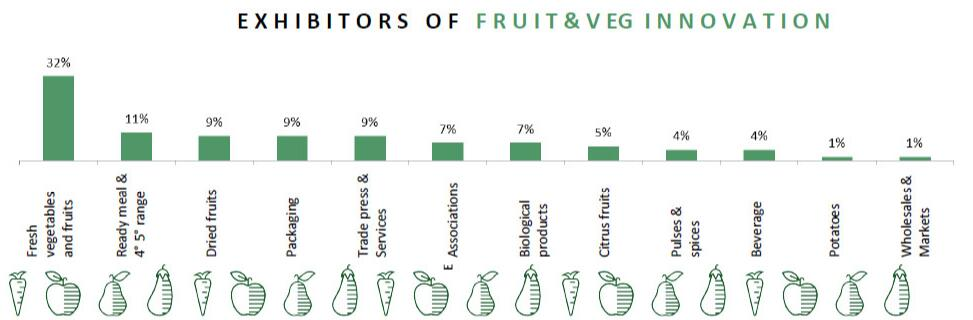 EXHIBITORS OF FRUIT&VEG INNOVATION
32%
11%
9%
9%
9%
7%
7%
5%
4%
4%
1%
1%
Fresh
vegetables
and fruits
Ready meal &
4° 5° range
Dried fruits
Packaging
Trade press &
Services
E
Associations
Biological
products
Citrus fruits
Pulses &
spices
Beverage
Potatoes
Wholesales &
Markets